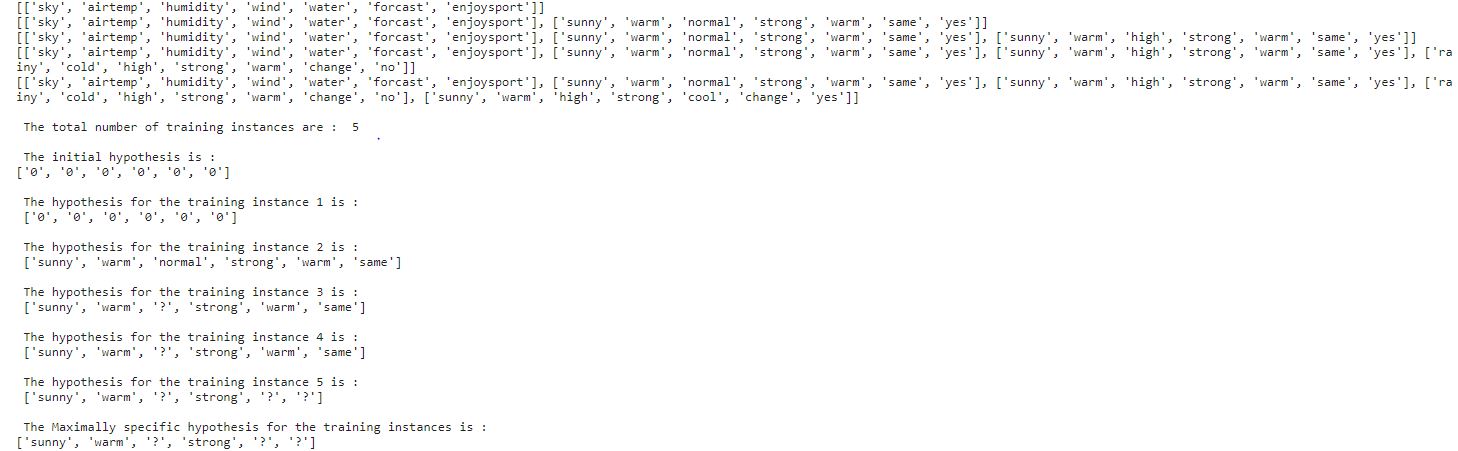 [['sky', 'airtemp', 'humidity', 'wind', 'water', 'forcast', 'enjoysport']]
[['sky', 'airtemp', 'humidity', 'wind', 'water', 'forcast', 'enjoysport'], ['sunny', 'warm', 'normal', 'strong', 'warm', 'same', 'yes']]
[['sky', 'airtemp', 'humidity', 'wind', 'water', 'forcast', 'enjoysport'], ['sunny', 'warm', 'normal', 'strong', 'warm', 'same', 'yes'], ['sunny', 'warm', 'high', 'strong', 'warm', 'same', 'yes']]
[['sky', 'airtemp', 'humidity', 'wind', 'water', 'forcast', 'enjoysport'], ['sunny', 'warm', 'normal', 'strong', 'warm', 'same', 'yes'], ['sunny', 'warm', 'high', 'strong', 'warm', 'same', 'yes'], ['ra
iny', 'cold', 'high', 'strong', 'warm', 'change', 'no']]
[['sky', 'airtemp', 'humidity', 'wind', 'water', 'forcast', 'enjoysport'], ['sunny', 'warm', 'normal', 'strong', 'warm', 'same', 'yes'], ['sunny', 'warm', 'high', 'strong', 'warm', 'same', 'yes'], ['ra
iny', 'cold', 'high', 'strong', 'warm', 'change', 'no'], ['sunny', 'warm', 'high', 'strong', 'cool', 'change', 'yes']]
The total number of training instances are :  5
The initial hypothesis is :
['0', '0', '0', '0', '0', '0']
The hypothesis for the training instance 1 is :
['0', '0', '0', '0', '0', '0']
The hypothesis for the training instance 2 is :
['sunny', 'warm', 'normal', 'strong', 'warm', 'same']
The hypothesis for the training instance 3 is :
['sunny', 'warm', '?', 'strong', 'warm', 'same']
The hypothesis for the training instance 4 is :
['sunny', 'warm', '?', 'strong', 'warm', 'same']
The hypothesis for the training instance 5 is :
['sunny', 'warm', '?', 'strong', '?', '?']
The Maximally specific hypothesis for the training instances is :
['sunny', 'warm', '?', 'strong', '?', '?']